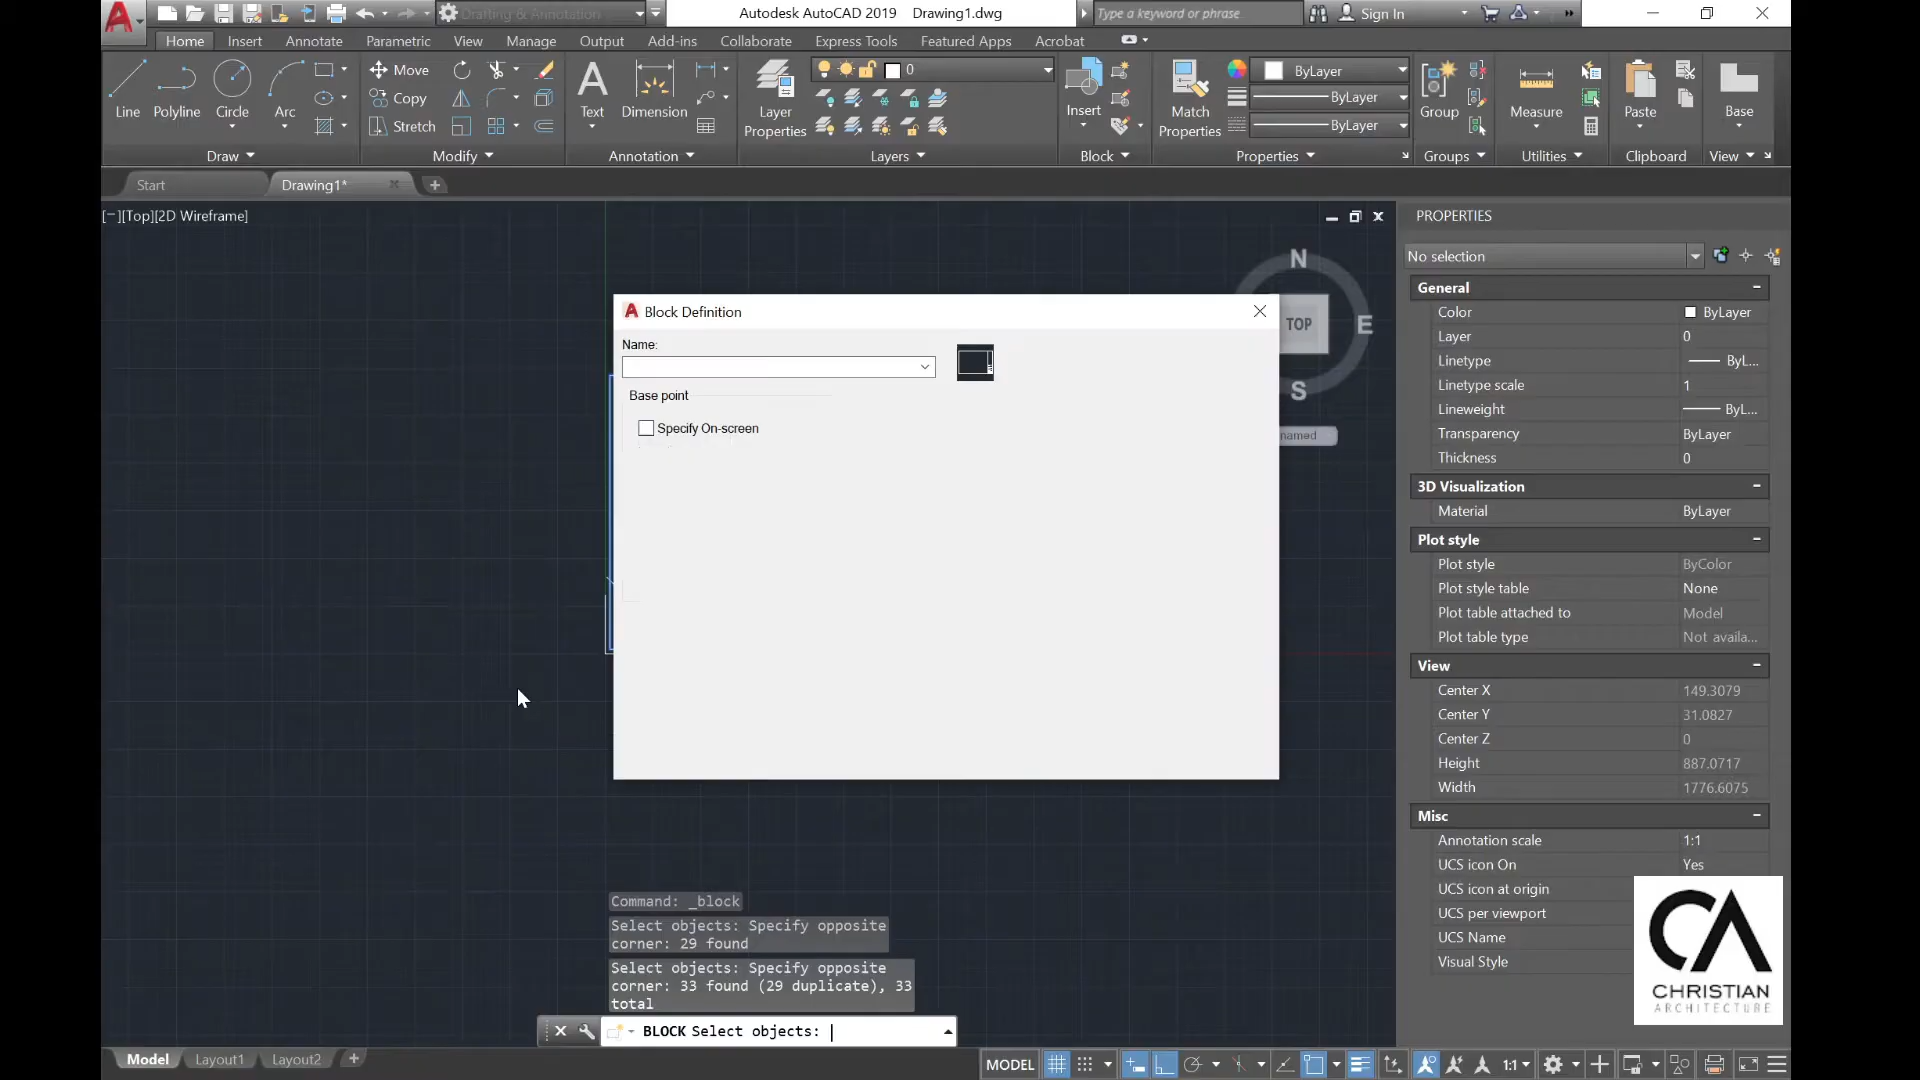 Drafting & Annotation
Autodesk AutoCAD 2019 Drawing1.dwg
Type a keyword or phrase
Sign In
Home Insert Annotate Parametric View Manage Output Add-ins Collaborate Express Tools Featured Apps Acrobat
Line
Polyline
Circle
Arc
Draw
Move
Copy
Stretch
Modify
Text
Dimension
Annotation
Layer
Properties
0
Layers
Insert
Block
Match
Properties
ByLayer
ByLayer
ByLayer
Properties
Group
Groups
Measure
Utilities
Paste
Clipboard
Base
View
Start
Drawing1*
[−][Top][2D Wireframe]
N
TOP
E
S
named
Block Definition
Name:
Base point
Specify On-screen
PROPERTIES
No selection
General
Color ByLayer
Layer 0
Linetype ByL...
Linetype scale 1
Lineweight ByL...
Transparency ByLayer
Thickness 0
3D Visualization
Material ByLayer
Plot style
Plot style ByColor
Plot style table None
Plot table attached to Model
Plot table type Not availa...
View
Center X 149.3079
Center Y 31.0827
Center Z 0
Height 887.0717
Width 1776.6075
Misc
Annotation scale 1:1
UCS icon On Yes
UCS icon at origin
UCS per viewport
UCS Name
Visual Style
CA
CHRISTIAN
ARCHITECTURE
Command: _block
Select objects: Specify opposite
corner: 29 found
Select objects: Specify opposite
corner: 33 found (29 duplicate), 33
total
BLOCK Select objects:
Model Layout1 Layout2
MODEL
1:1